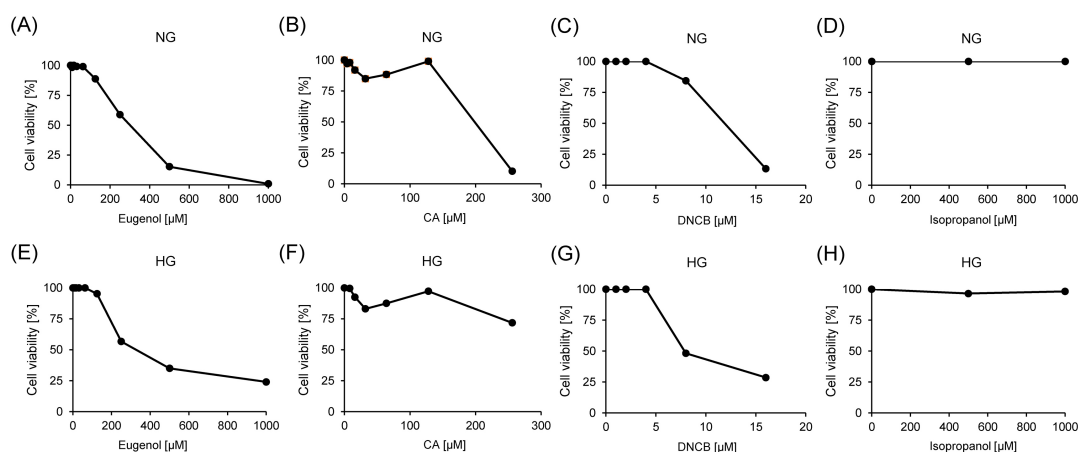 (A)
NG
Cell viability [%]
100
75
50
25
0
0 200 400 600 800 1000
Eugenol [µM]
(B)
NG
Cell viability [%]
100
75
50
25
0
0 100 200 300
CA [µM]
(C)
NG
Cell viability [%]
100
75
50
25
0
0 5 10 15 20
DNCB [µM]
(D)
NG
Cell viability [%]
100
75
50
25
0
0 200 400 600 800 1000
Isopropanol [µM]
(E)
HG
Cell viability [%]
100
75
50
25
0
0 200 400 600 800 1000
Eugenol [µM]
(F)
HG
Cell viability [%]
100
75
50
25
0
0 100 200 300
CA [µM]
(G)
HG
Cell viability [%]
100
75
50
25
0
0 5 10 15 20
DNCB [µM]
(H)
HG
Cell viability [%]
100
75
50
25
0
0 200 400 600 800 1000
Isopropanol [µM]